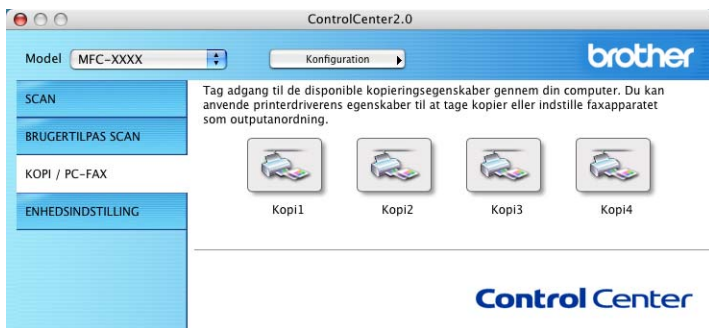 ControlCenter2.0
Model MFC-XXXX Konfiguration brother
SCAN
BRUGERTILPAS SCAN
KOPI / PC-FAX
ENHEDSINDSTILLING
Tag adgang til de disponible kopieringsegenskaber gennem din computer. Du kan
anvende printerdriverens egenskaber til at tage kopier eller indstille faxapparatet
som outputanordning.
Kopi1 Kopi2 Kopi3 Kopi4
Control Center